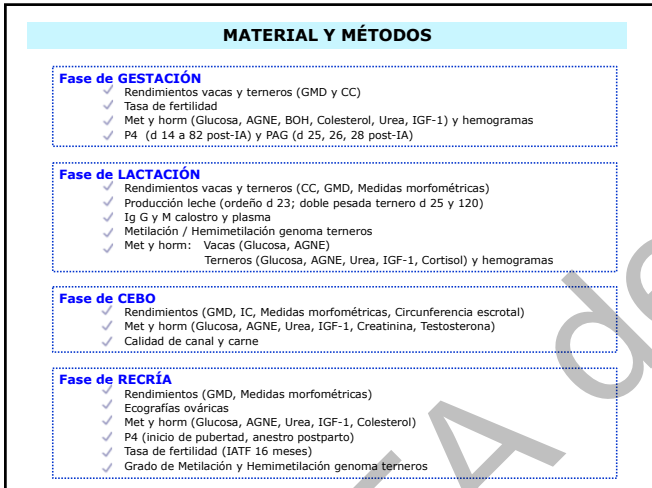 MATERIAL Y MÉTODOS
Fase de GESTACIÓN
Rendimientos vacas y terneros (GMD y CC)
Tasa de fertilidad
Met y horm (Glucosa, AGNE, BOH, Colesterol, Urea, IGF-1) y hemogramas
P4 (d 14 a 82 post-IA) y PAG (d 25, 26, 28 post-IA)
Fase de LACTACIÓN
Rendimientos vacas y terneros (CC, GMD, Medidas morfométricas)
Producción leche (ordeño d 23; doble pesada ternero d 25 y 120)
Ig G y M calostro y plasma
Metilación / Hemimetilación genoma terneros
Met y horm: Vacas (Glucosa, AGNE)
Terneros (Glucosa, AGNE, Urea, IGF-1, Cortisol) y hemogramas
Fase de CEBO
Rendimientos (GMD, IC, Medidas morfométricas, Circunferencia escrotal)
Met y horm (Glucosa, AGNE, Urea, IGF-1, Creatinina, Testosterona)
Calidad de canal y carne
Fase de RECRÍA
Rendimientos (GMD, Medidas morfométricas)
Ecografías ováricas
Met y horm (Glucosa, AGNE, Urea, IGF-1, Colesterol)
P4 (inicio de pubertad, anestro postparto)
Tasa de fertilidad (IATF 16 meses)
Grado de Metilación y Hemimetilación genoma terneros